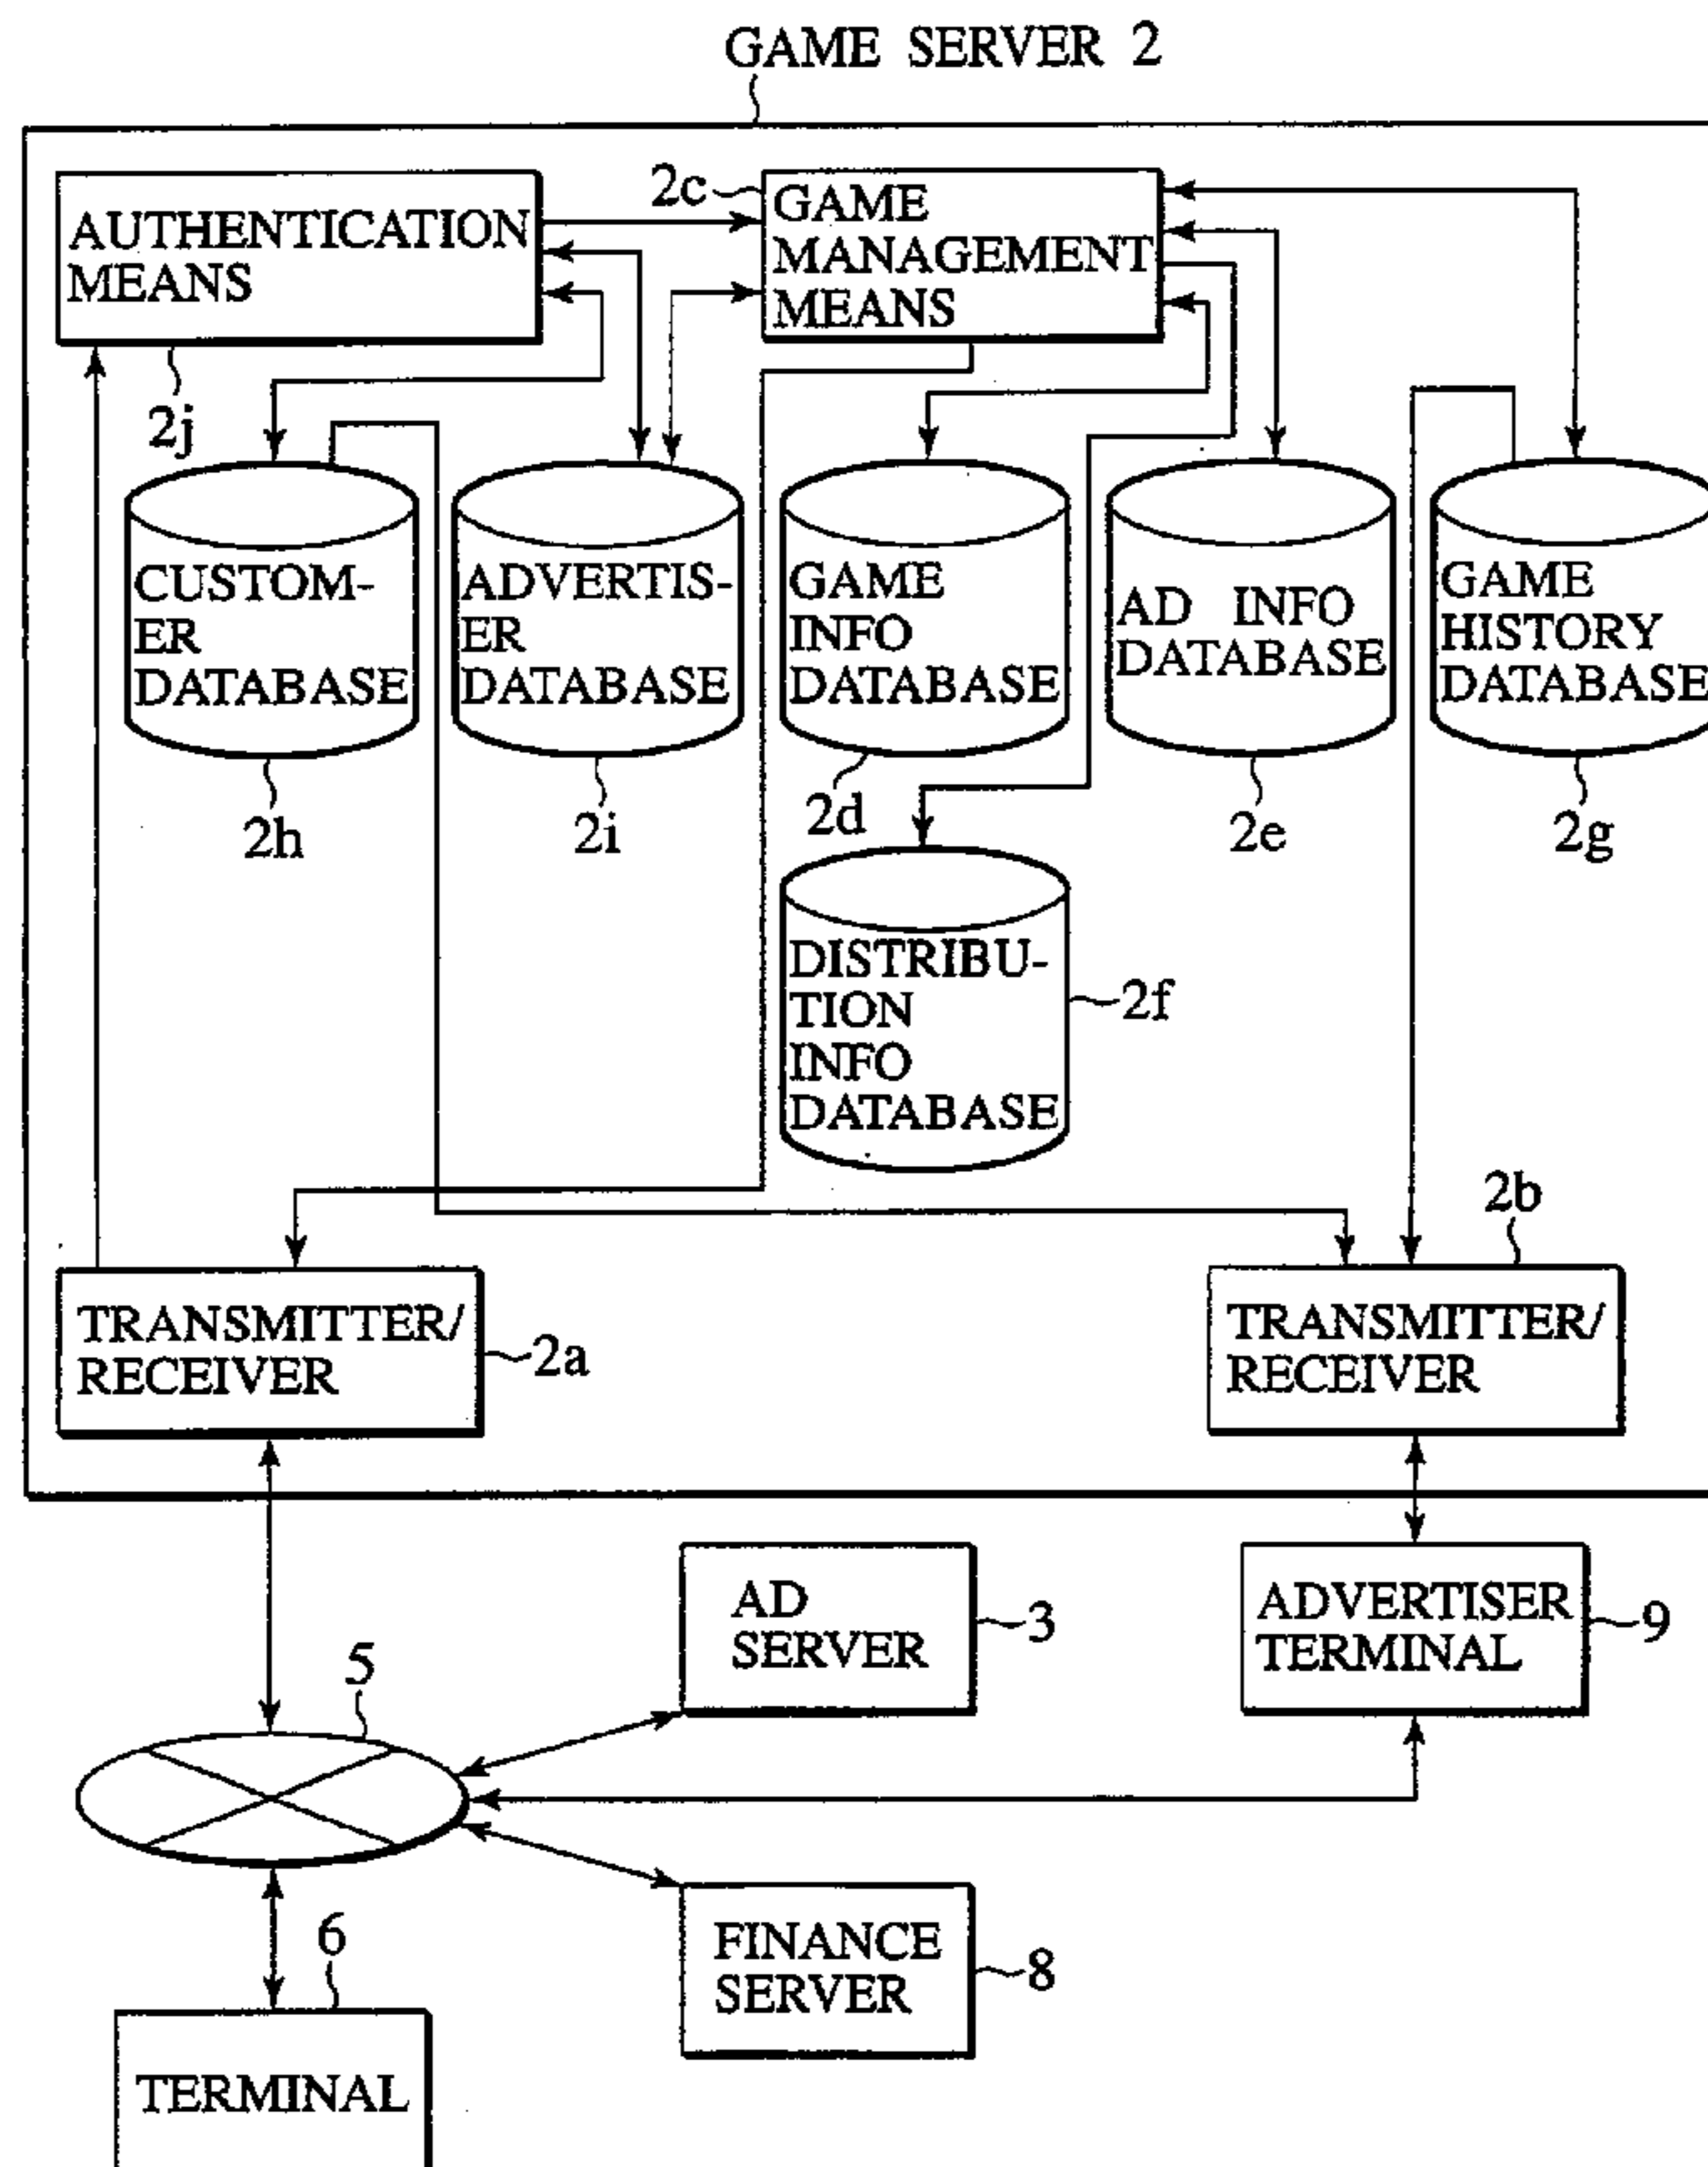 GAME SERVER 2
AUTHENTICATION
MEANS
2j
2c
GAME
MANAGEMENT
MEANS
CUSTOM-
ER
DATABASE
2h
ADVERTIS-
ER
DATABASE
2i
GAME
INFO
DATABASE
2d
AD INFO
DATABASE
2e
GAME
HISTORY
DATABASE
2g
DISTRIBU-
TION
INFO
DATABASE
2f
TRANSMITTER/
RECEIVER
2a
2b
TRANSMITTER/
RECEIVER
AD
SERVER
3
ADVERTISER
TERMINAL
9
5
FINANCE
SERVER
8
6
TERMINAL